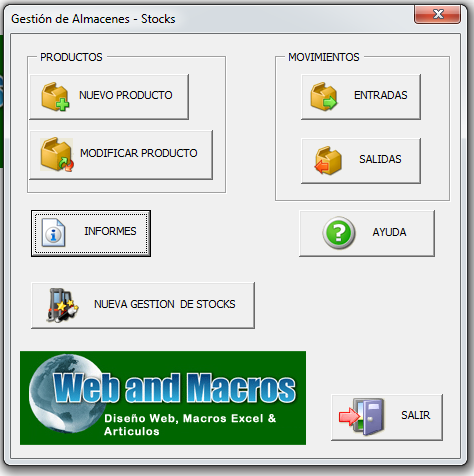 Gestión de Almacenes - Stocks
PRODUCTOS
NUEVO PRODUCTO
MODIFICAR PRODUCTO
MOVIMIENTOS
ENTRADAS
SALIDAS
INFORMES
AYUDA
NUEVA GESTION DE STOCKS
Web and Macros
Diseño Web, Macros Excel &
Articulos
SALIR